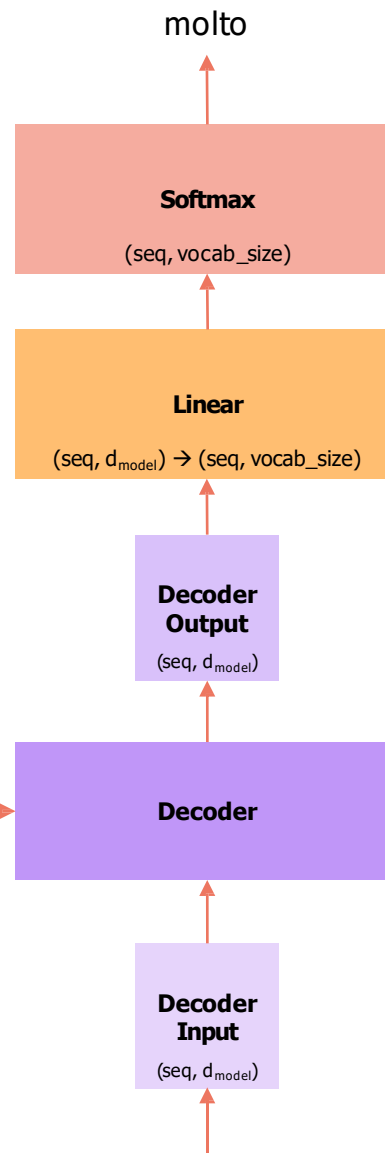 molto
Softmax
(seq, vocab_size)
Linear
(seq, dmodel) → (seq, vocab_size)
Decoder
Output
(seq, dmodel)
Decoder
Decoder
Input
(seq, dmodel)